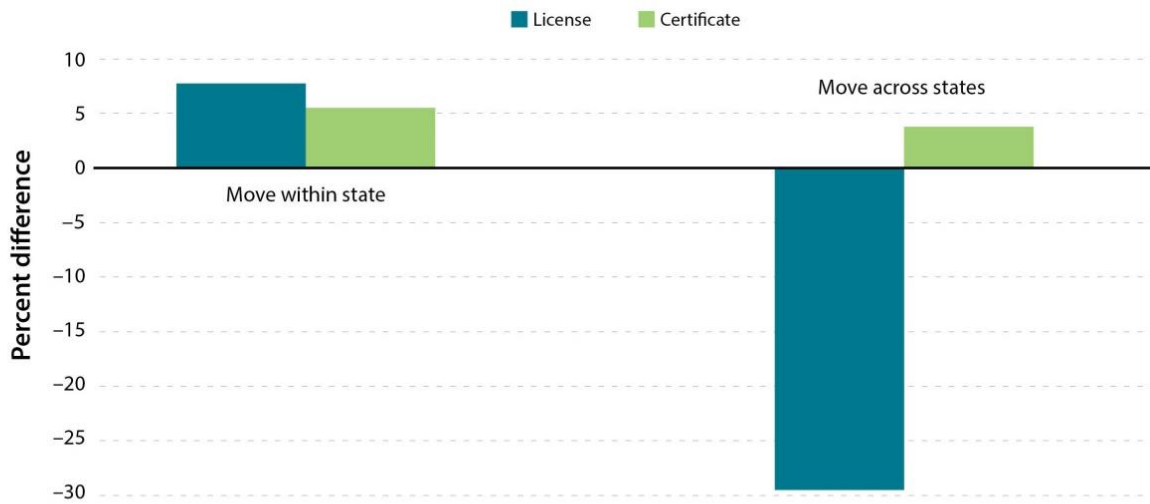 License Certificate
10
Move across states
5
0
Move within state
–5
–10
–15
–20
–25
–30
Percent difference